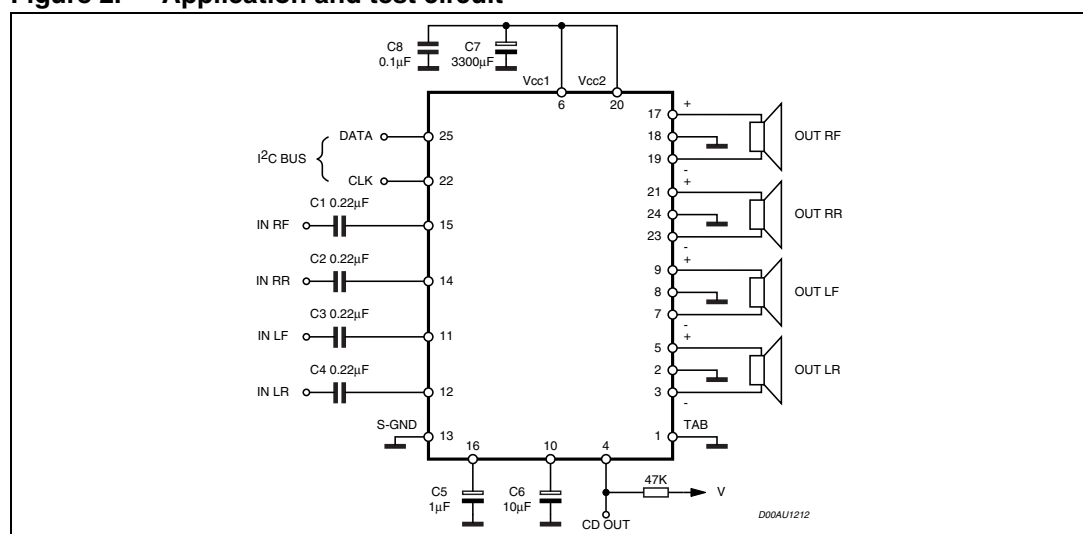 Figure 2. Application and test circuit
C8
0.1µF
C7
3300µF
Vcc1
Vcc2
6
20
DATA
25
I²C BUS
CLK
22
C1 0.22µF
IN RF
15
C2 0.22µF
IN RR
14
C3 0.22µF
IN LF
11
C4 0.22µF
IN LR
12
S-GND
13
16
10
4
C5
1µF
C6
10µF
CD OUT
47K
V
17
+
18
19
-
OUT RF
21
+
24
23
-
OUT RR
9
+
8
7
-
OUT LF
5
+
2
3
-
OUT LR
1
TAB
D00AU1212